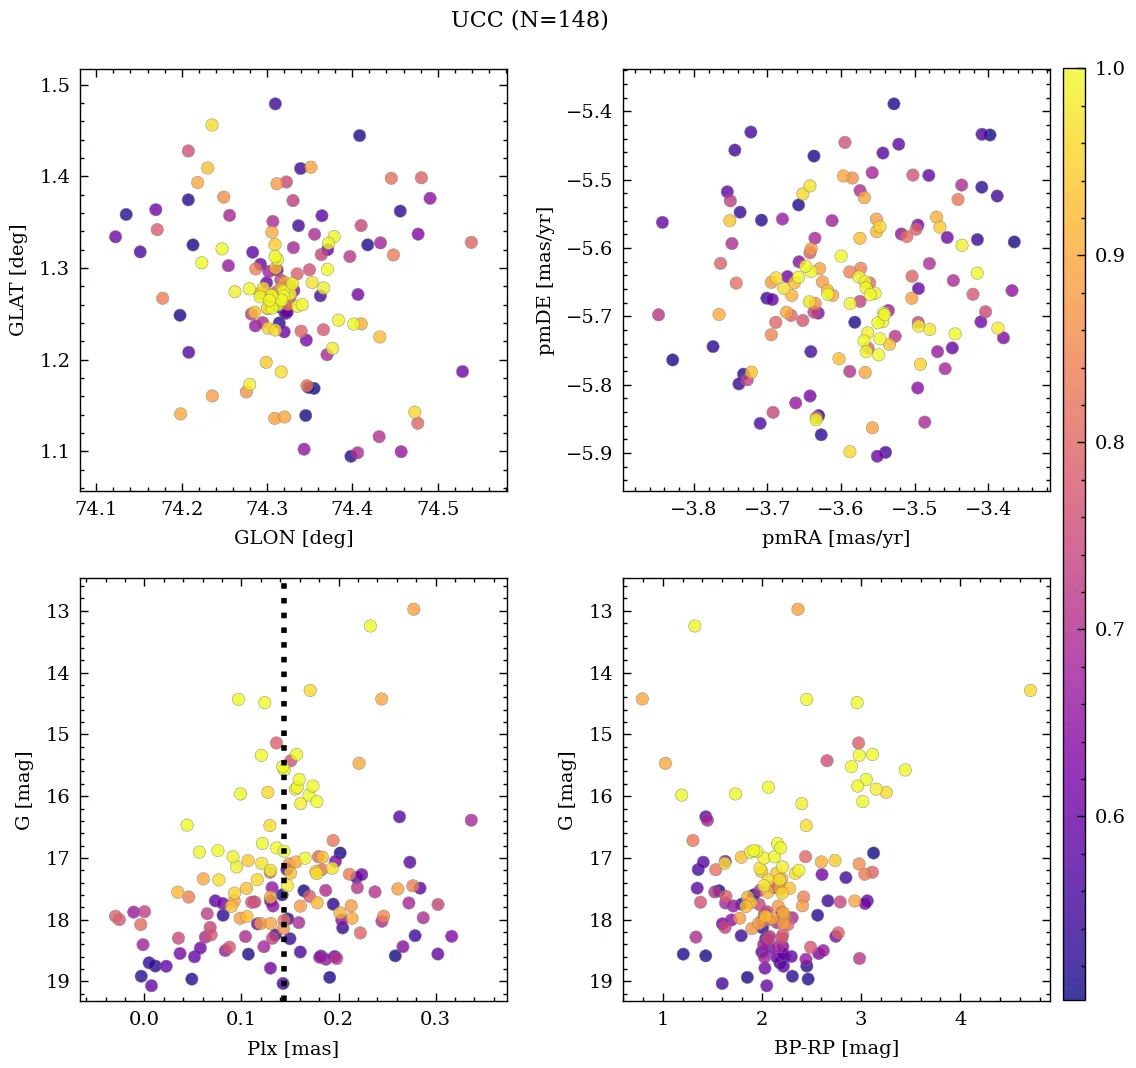 UCC (N=148)
1.5
1.4
1.3
1.2
1.1
GLAT [deg]
74.1 74.2 74.3 74.4 74.5
GLON [deg]
−5.4
−5.5
−5.6
−5.7
−5.8
−5.9
pmDE [mas/yr]
−3.8 −3.7 −3.6 −3.5 −3.4
pmRA [mas/yr]
1.0
0.9
0.8
0.7
0.6
13
14
15
16
17
18
19
G [mag]
0.0 0.1 0.2 0.3
Plx [mas]
13
14
15
16
17
18
19
G [mag]
1 2 3 4
BP-RP [mag]